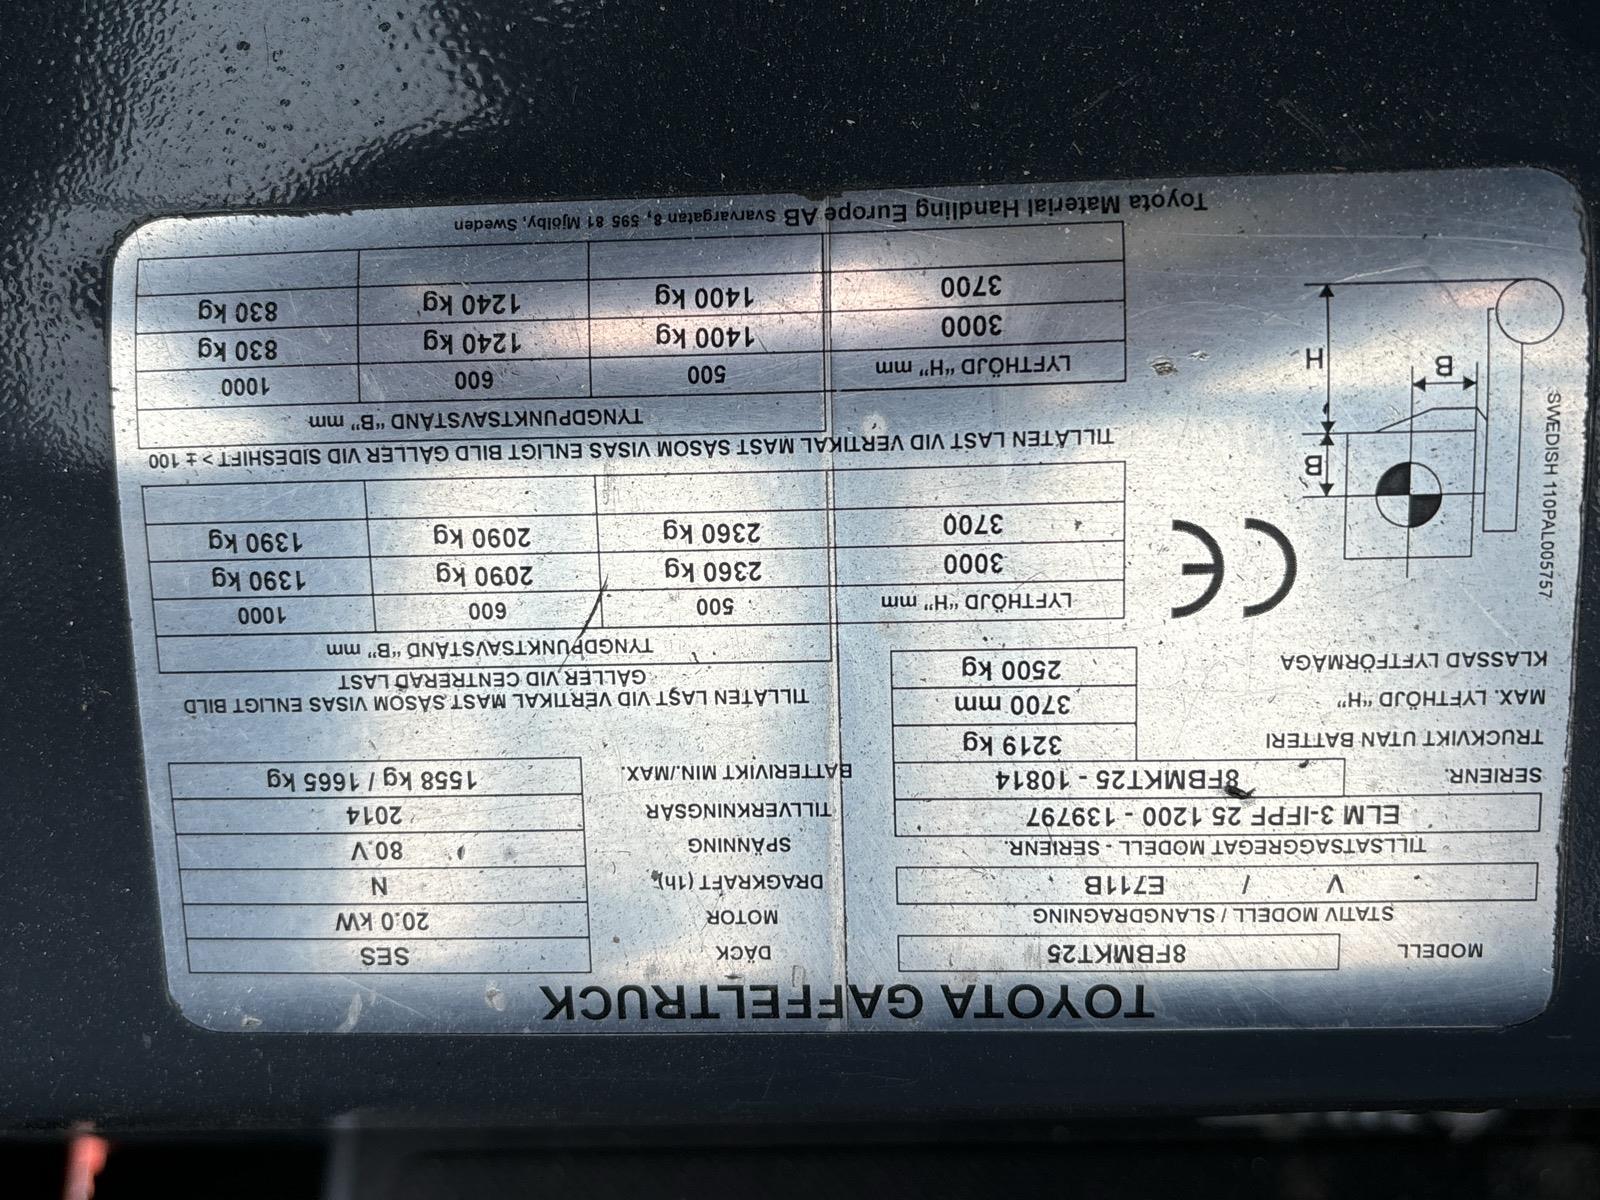 TOYOTA GAFFELTRUCK
MODELL 8FBMKT25
STATIV MODELL / SLANGDRAGNING
V / E711B
TILLSATSAGGREGAT MODELL - SERIENR.
ELM 3-IFPF 25 1200 - 139797
SERIENR. 8FBMKT25 - 10814
TRUCKVIKT UTAN BATTERI 3219 kg
MAX. LYFTHÖJD "H" 3700 mm
KLASSAD LYFTFÖRMÅGA 2500 kg
DÄCK SES
MOTOR 20.0 kW
DRAGKRAFT (1h). N
SPÄNNING 80 V
TILLVERKNINGSÅR 2014
BATTERIVIKT MIN./MAX. 1558 kg / 1665 kg
TILLÅTEN LAST VID VERTIKAL MAST SÅSOM VISAS ENLIGT BILD
GÄLLER VID CENTRERAD LAST
TYNGDPUNKTSAVSTÅND "B" mm
LYFTHÖJD "H" mm 500 600 1000
3000 2360 kg 2090 kg 1390 kg
3700 2360 kg 2090 kg 1390 kg
TILLÅTEN LAST VID VERTIKAL MAST SÅSOM VISAS ENLIGT BILD GÄLLER VID SIDESHIFT > ± 100
TYNGDPUNKTSAVSTÅND "B" mm
LYFTHÖJD "H" mm 500 600 1000
3000 1400 kg 1240 kg 830 kg
3700 1400 kg 1240 kg 830 kg
Toyota Material Handling Europe AB Svarvargatan 8, 595 81 Mjölby, Sweden
CE
B
H
B
SWEDISH 110PAL005757